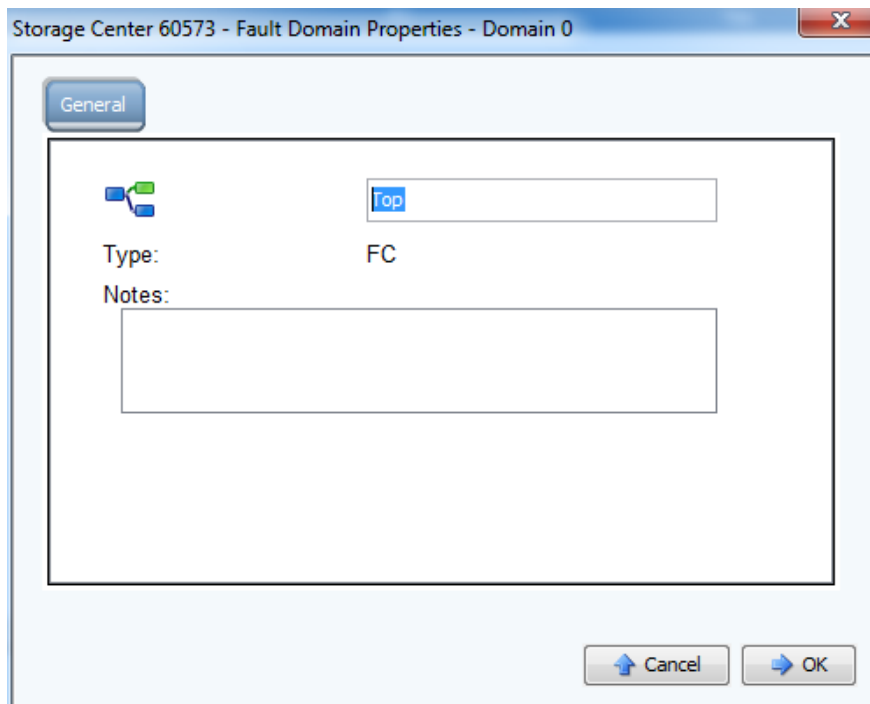 Storage Center 60573 - Fault Domain Properties - Domain 0
X
General
Top
Type: FC
Notes:
Cancel OK